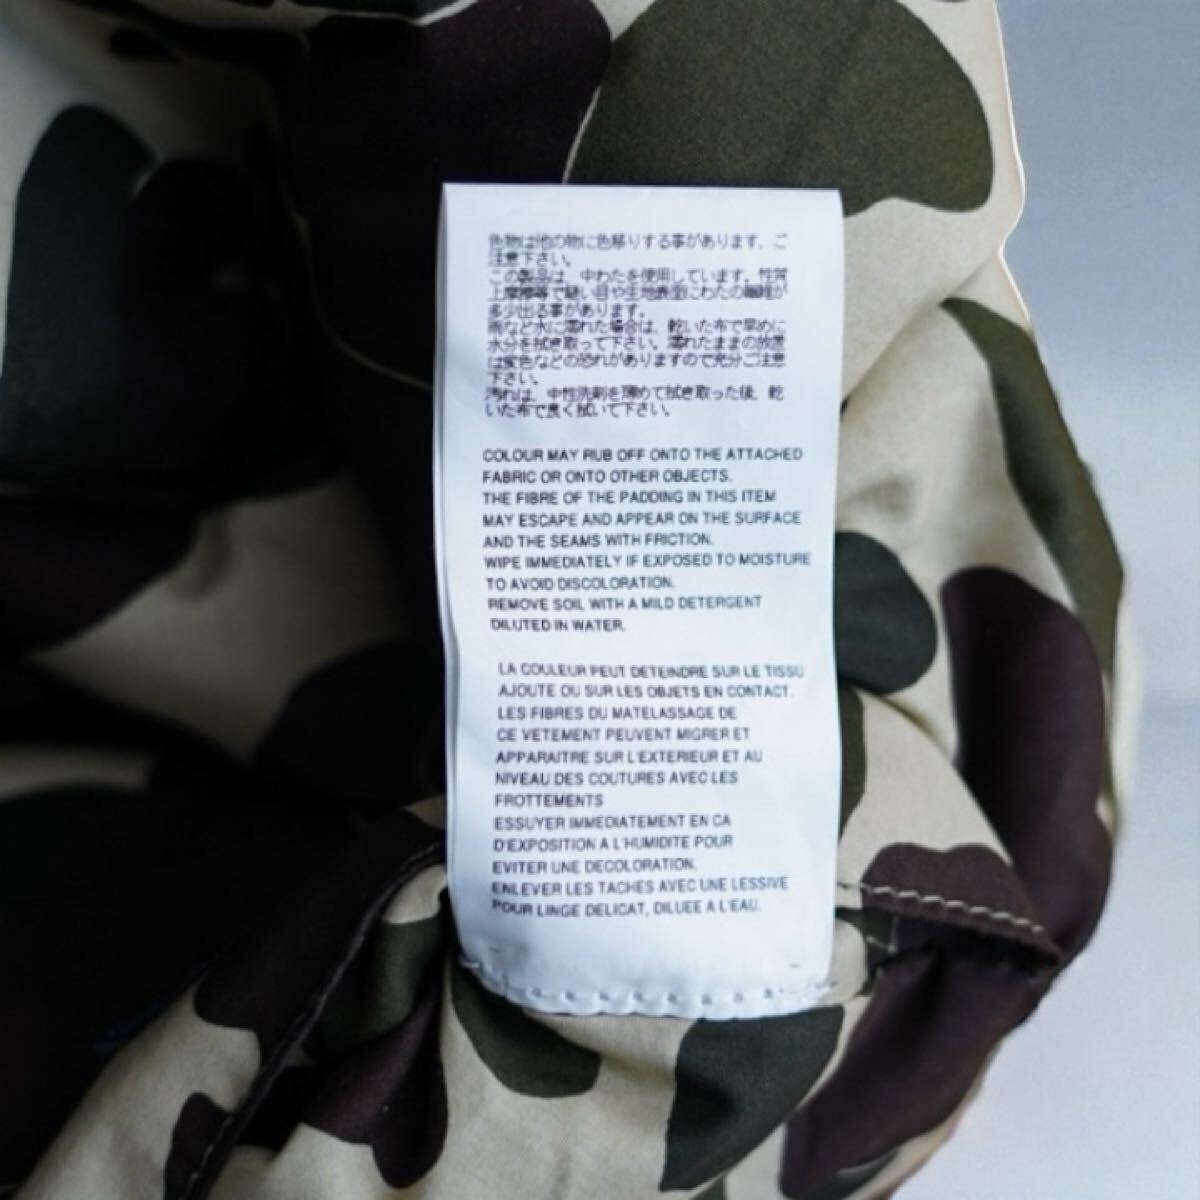 色物は他の物に色移りする事があります、ご
注意下さい。
この製品は、中わたを使用しています。性質
上摩擦等で縫い目や生地表面にわたの繊維が
多少出る事があります。
雨など水に濡れた場合は、乾いた布で早めに
水分を拭き取って下さい。濡れたままの放置
は変色などの恐れがありますので充分ご注意
下さい。
汚れは、中性洗剤を薄めて拭き取った後、乾
いた布で良く拭いて下さい。
COLOUR MAY RUB OFF ONTO THE ATTACHED
FABRIC OR ONTO OTHER OBJECTS.
THE FIBRE OF THE PADDING IN THIS ITEM
MAY ESCAPE AND APPEAR ON THE SURFACE
AND THE SEAMS WITH FRICTION.
WIPE IMMEDIATELY IF EXPOSED TO MOISTURE
TO AVOID DISCOLORATION.
REMOVE SOIL WITH A MILD DETERGENT
DILUTED IN WATER.
LA COULEUR PEUT DETEINDRE SUR LE TISSU
AJOUTE OU SUR LES OBJETS EN CONTACT.
LES FIBRES DU MATELASSAGE DE
CE VETEMENT PEUVENT MIGRER ET
APPARAITRE SUR L'EXTERIEUR ET AU
NIVEAU DES COUTURES AVEC LES
FROTTEMENTS
ESSUYER IMMEDIATEMENT EN CA
D'EXPOSITION A L'HUMIDITE POUR
EVITER UNE DECOLORATION.
ENLEVER LES TACHES AVEC UNE LESSIVE
POUR LINGE DELICAT, DILUEE A L'EAU.